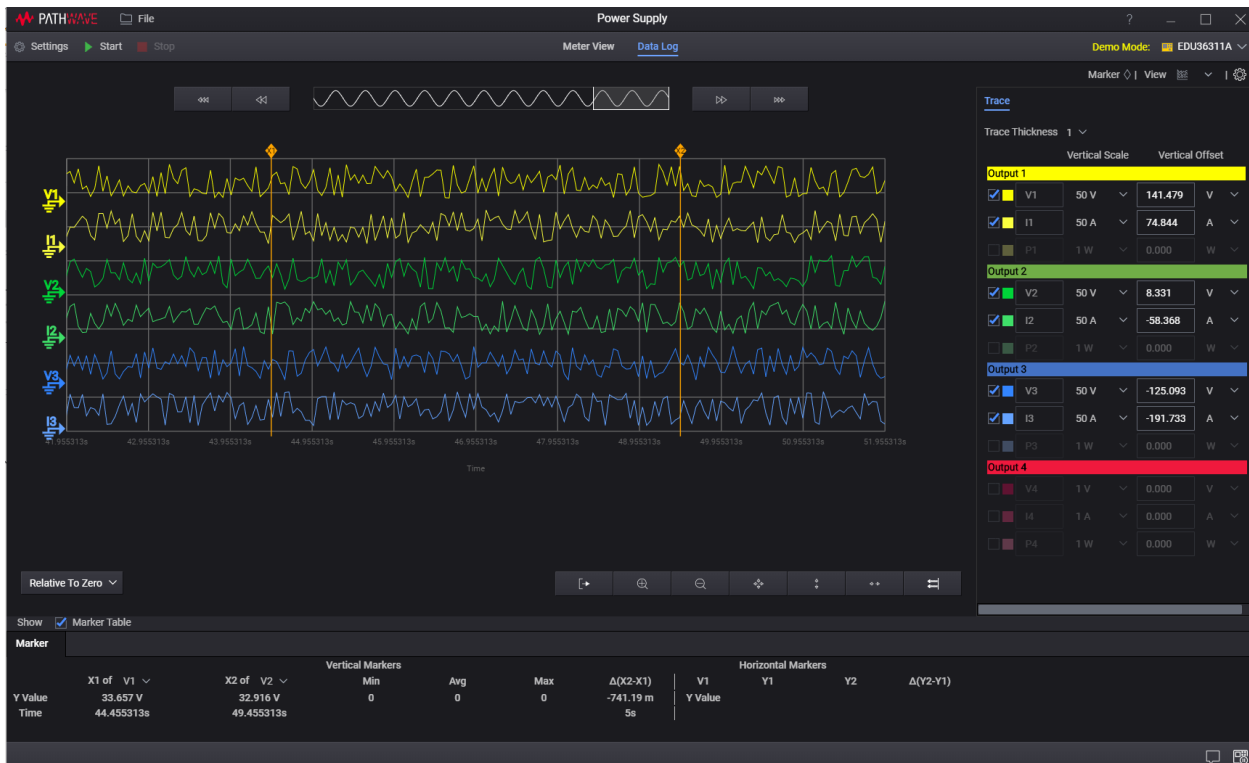 PATHWAVE File Power Supply ?
Settings Start Stop Meter View Data Log Demo Mode: EDU36311A
Marker | View |
Trace
Trace Thickness 1
Vertical Scale Vertical Offset
Output 1
V1 50 V 141.479 V
I1 50 A 74.844 A
P1 1 W 0.000 W
Output 2
V2 50 V 8.331 V
I2 50 A -58.368 A
P2 1 W 0.000 W
Output 3
V3 50 V -125.093 V
I3 50 A -191.733 A
P3 1 W 0.000 W
Output 4
V4 1 V 0.000 V
I4 1 A 0.000 A
P4 1 W 0.000 W
X1 X2
V1
I1
V2
I2
V3
I3
41.955313s 42.955313s 43.955313s 44.955313s 45.955313s 46.955313s 47.955313s 48.955313s 49.955313s 50.955313s 51.955313s
Time
Relative To Zero
Show Marker Table
Marker
Vertical Markers Horizontal Markers
X1 of V1 X2 of V2 Min Avg Max Δ(X2-X1) V1 Y1 Y2 Δ(Y2-Y1)
Y Value 33.657 V 32.916 V 0 0 0 -741.19 m Y Value
Time 44.455313s 49.455313s 5s